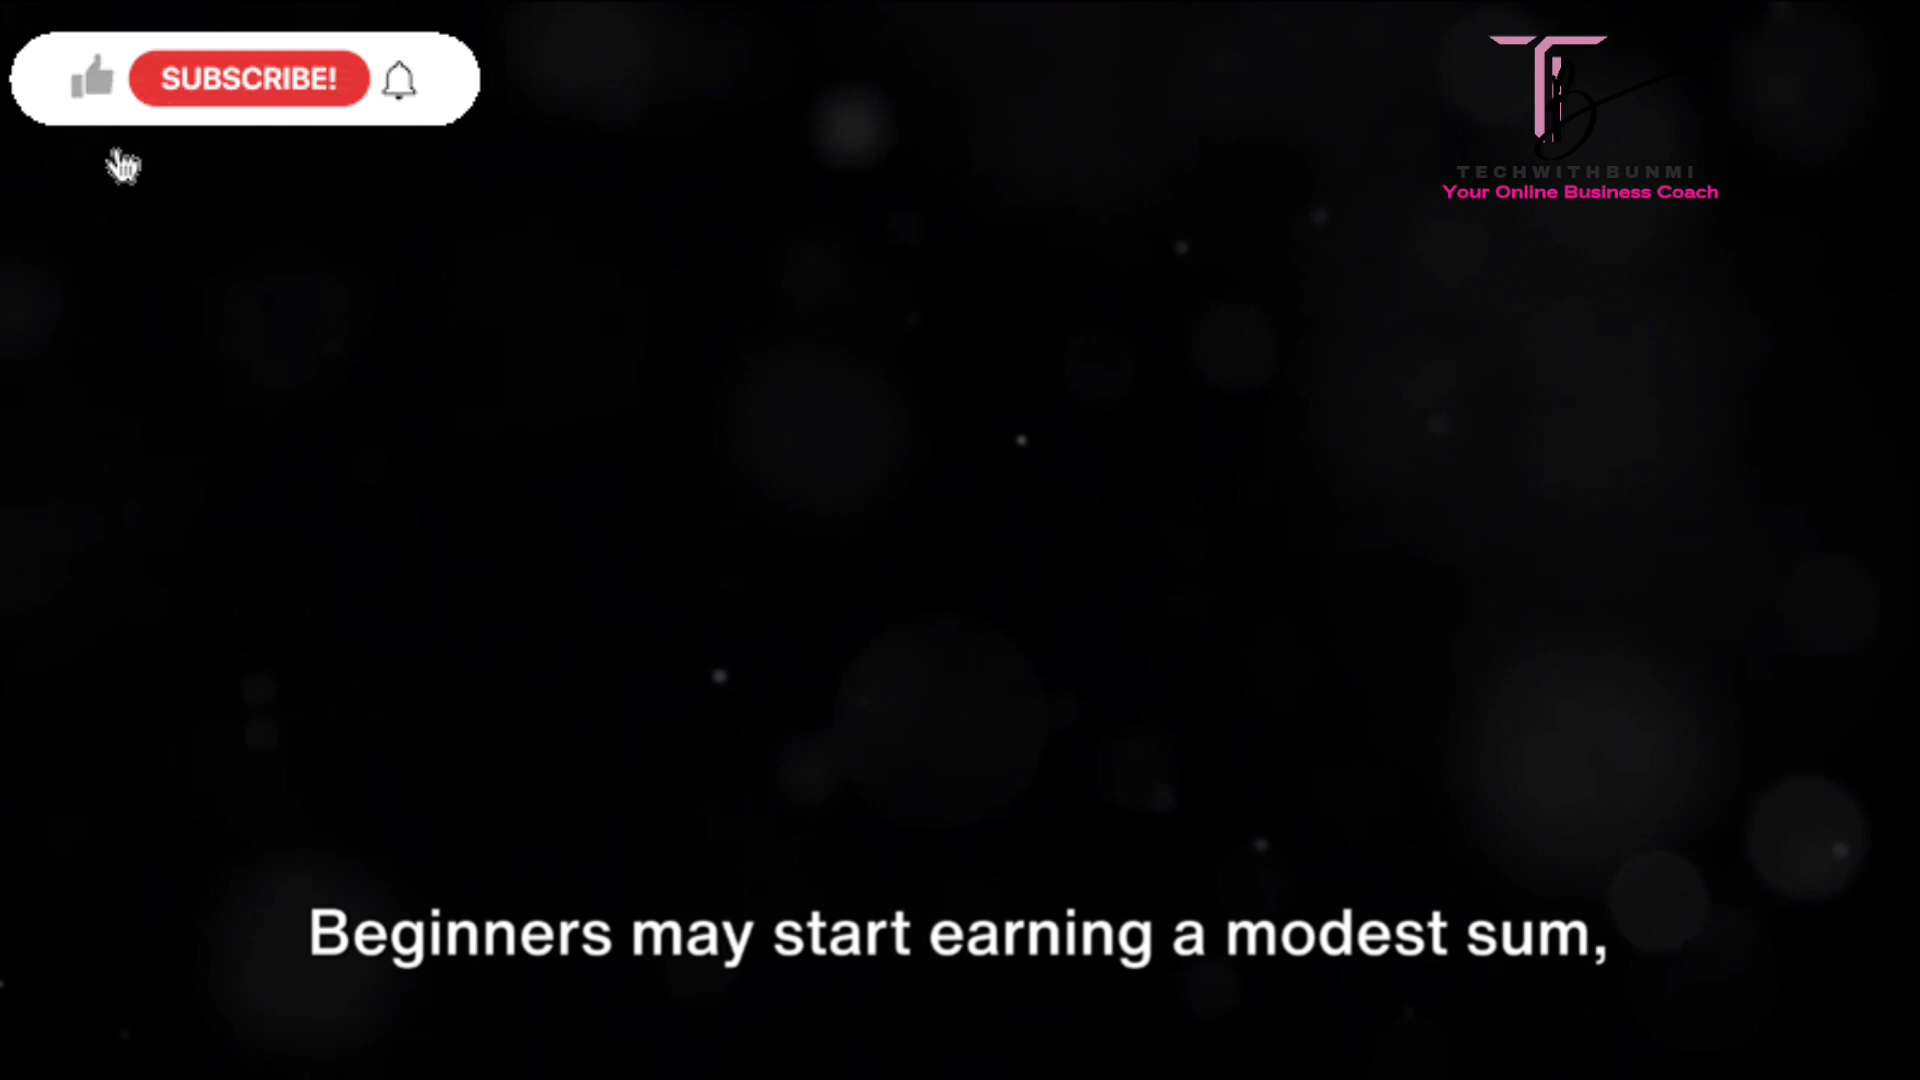 SUBSCRIBE!
TECHWITHBUNMI
Your Online Business Coach
Beginners may start earning a modest sum,